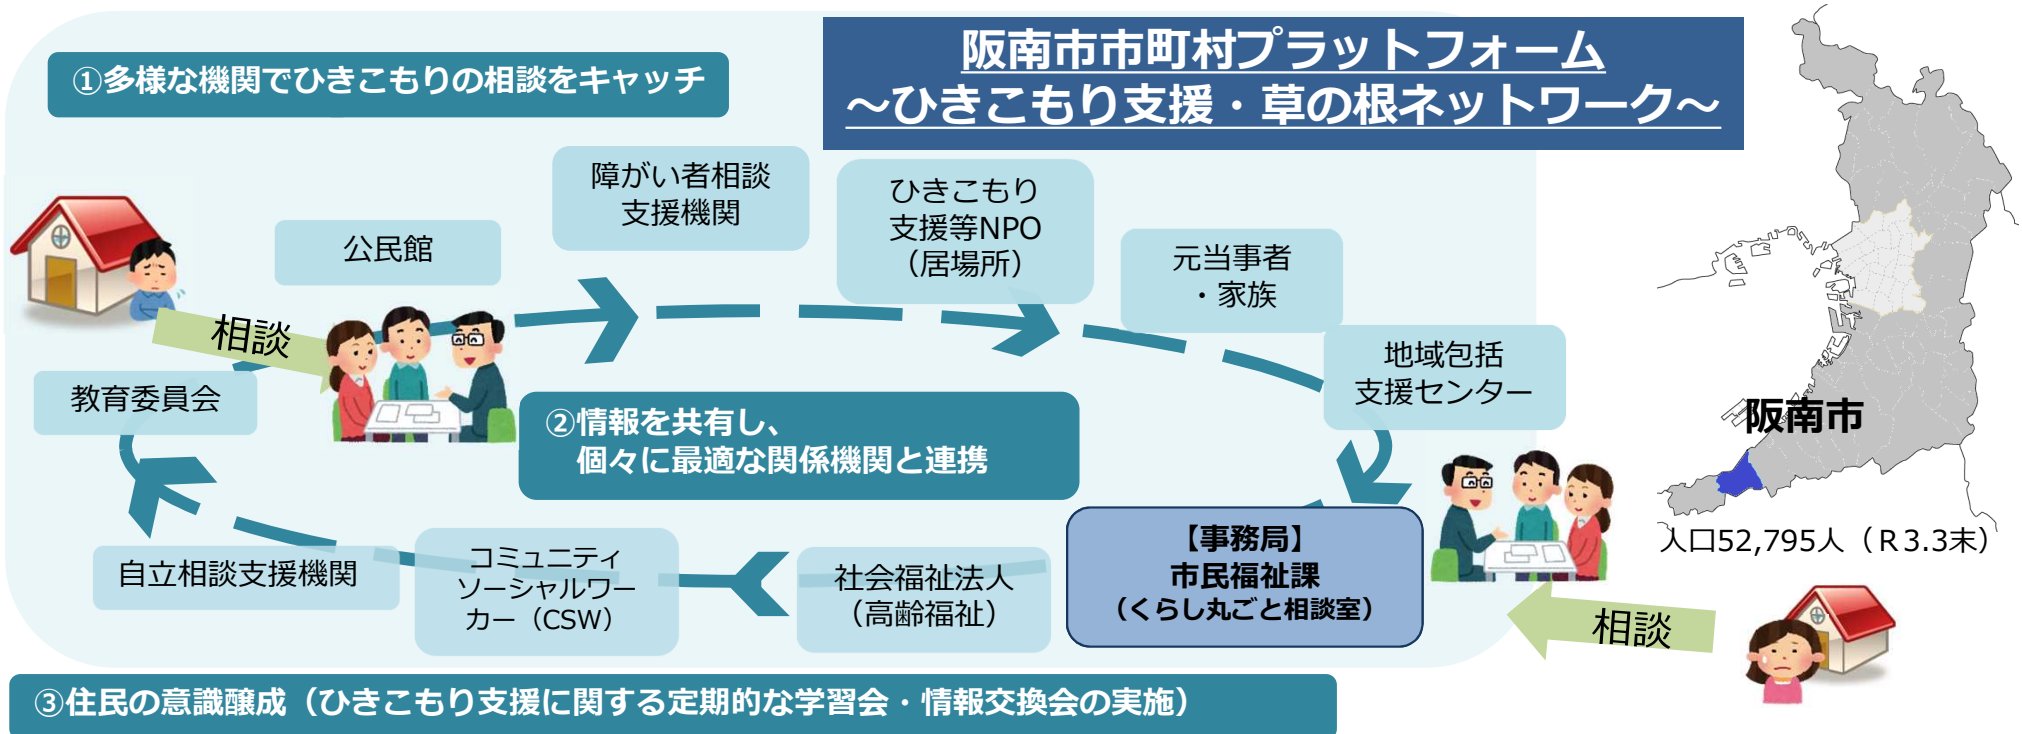 阪南市市町村プラットフォーム
～ひきこもり支援・草の根ネットワーク～
①多様な機関でひきこもりの相談をキャッチ
障がい者相談
支援機関
ひきこもり
支援等NPO
（居場所）
公民館
元当事者
・家族
相談
地域包括
支援センター
教育委員会
②情報を共有し、
個々に最適な関係機関と連携
阪南市
人口52,795人（Ｒ3.3末）
自立相談支援機関
コミュニティ
ソーシャルワー
カー（CSW）
社会福祉法人
（高齢福祉）
【事務局】
市民福祉課
（くらし丸ごと相談室）
相談
③住民の意識醸成（ひきこもり支援に関する定期的な学習会・情報交換会の実施）